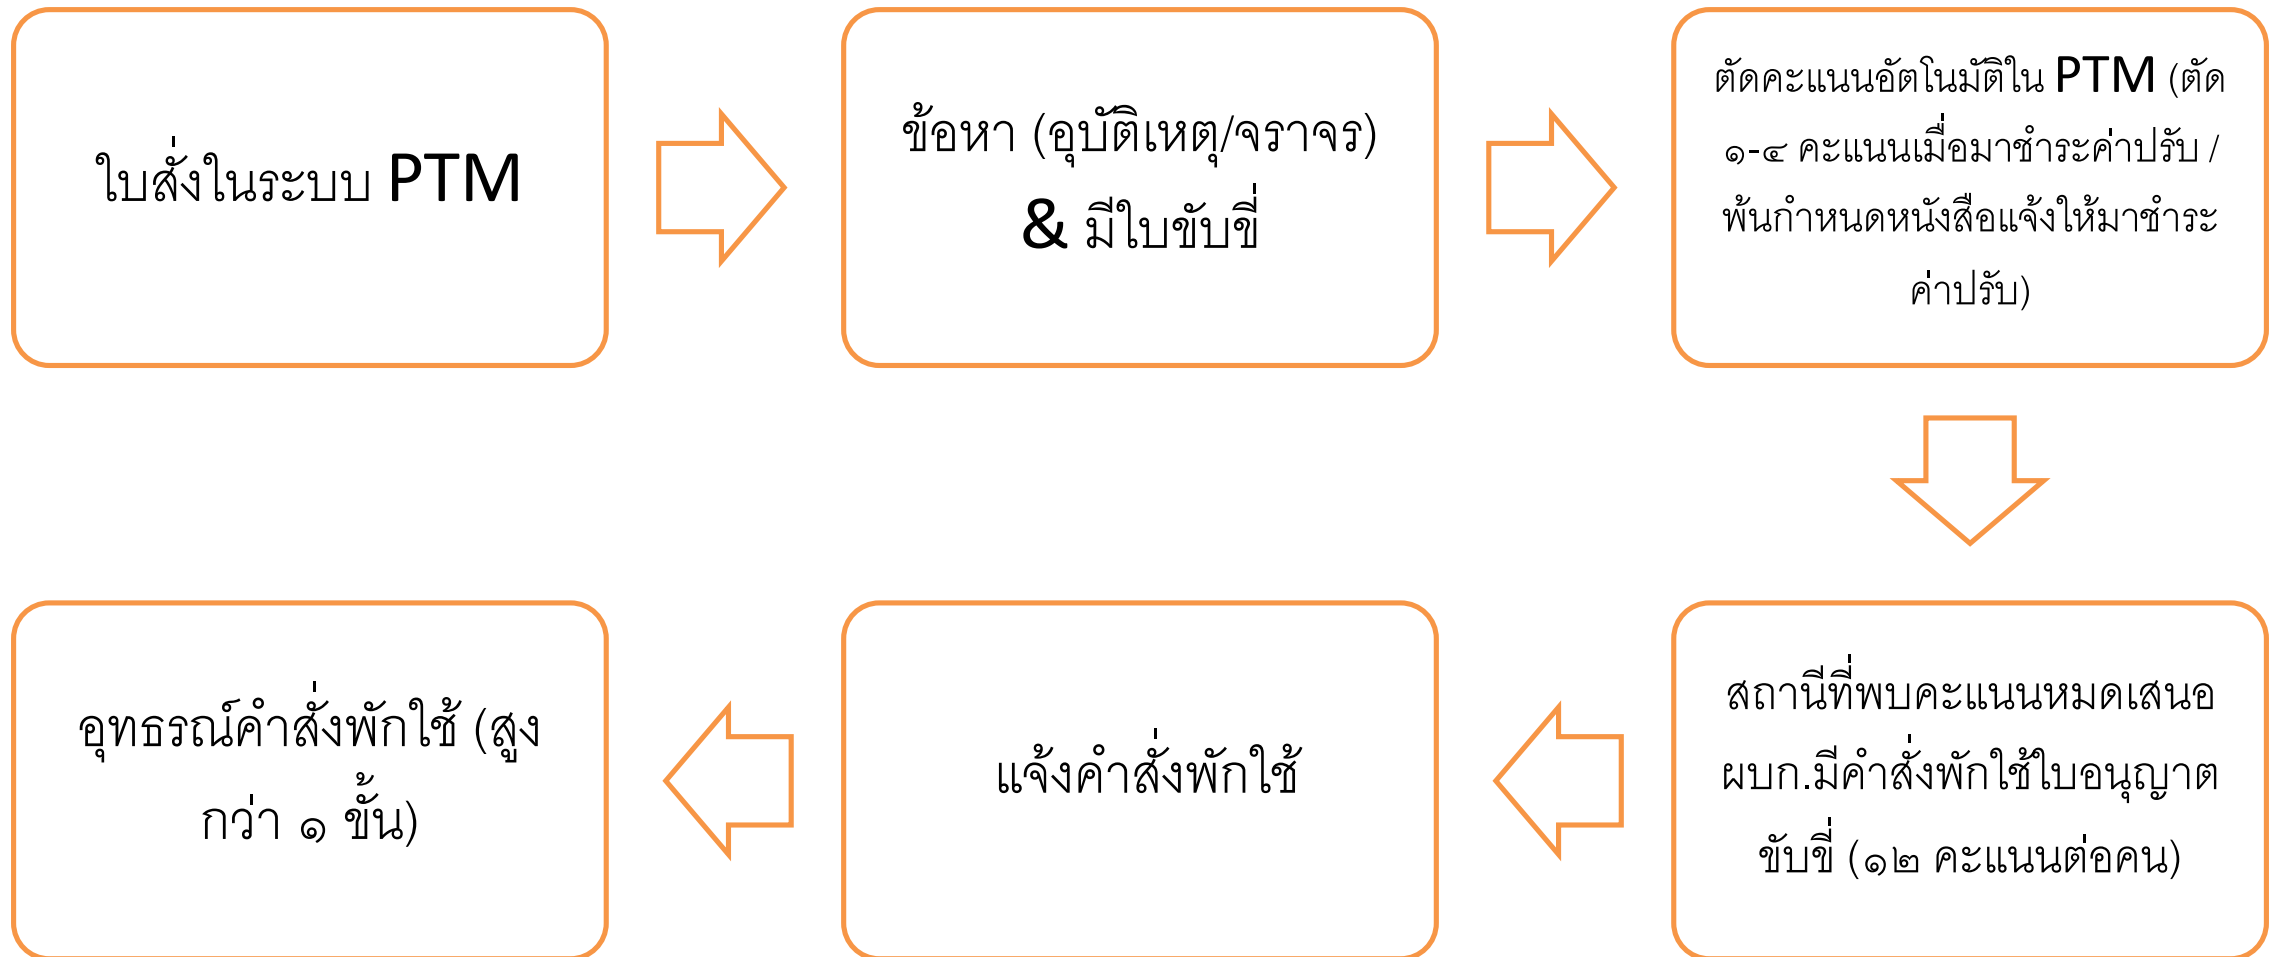 ใบสั่งในระบบ PTM
ข้อหา (อุบัติเหตุ/จราจร)
& มีใบขับขี่
ตัดคะแนนอัตโนมัติใน PTM (ตัด
๑-๔ คะแนนเมื่อมาชำระค่าปรับ /
พ้นกำหนดหนังสือแจ้งให้มาชำระ
ค่าปรับ)
สถานีที่พบคะแนนหมดเสนอ
ผบก.มีคำสั่งพักใช้ใบอนุญาต
ขับขี่ (๑๒ คะแนนต่อคน)
แจ้งคำสั่งพักใช้
อุทธรณ์คำสั่งพักใช้ (สูง
กว่า ๑ ขั้น)